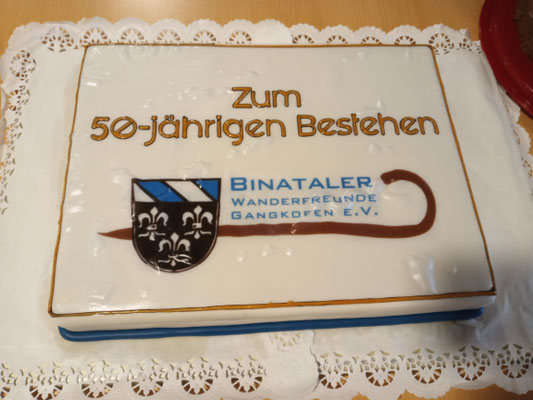 Zum
50-jährigen Bestehen
BINATALER
WANDERFREUNDE
GANGKOFEN E.V.